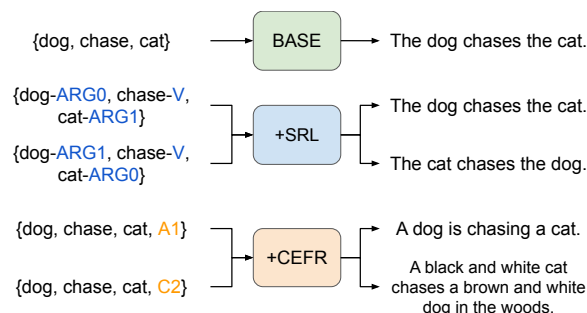 {dog, chase, cat}
BASE
The dog chases the cat.
{dog-ARG0, chase-V,
cat-ARG1}
{dog-ARG1, chase-V,
cat-ARG0}
+SRL
The dog chases the cat.
The cat chases the dog.
{dog, chase, cat, A1}
{dog, chase, cat, C2}
+CEFR
A dog is chasing a cat.
A black and white cat
chases a brown and white
dog in the woods.